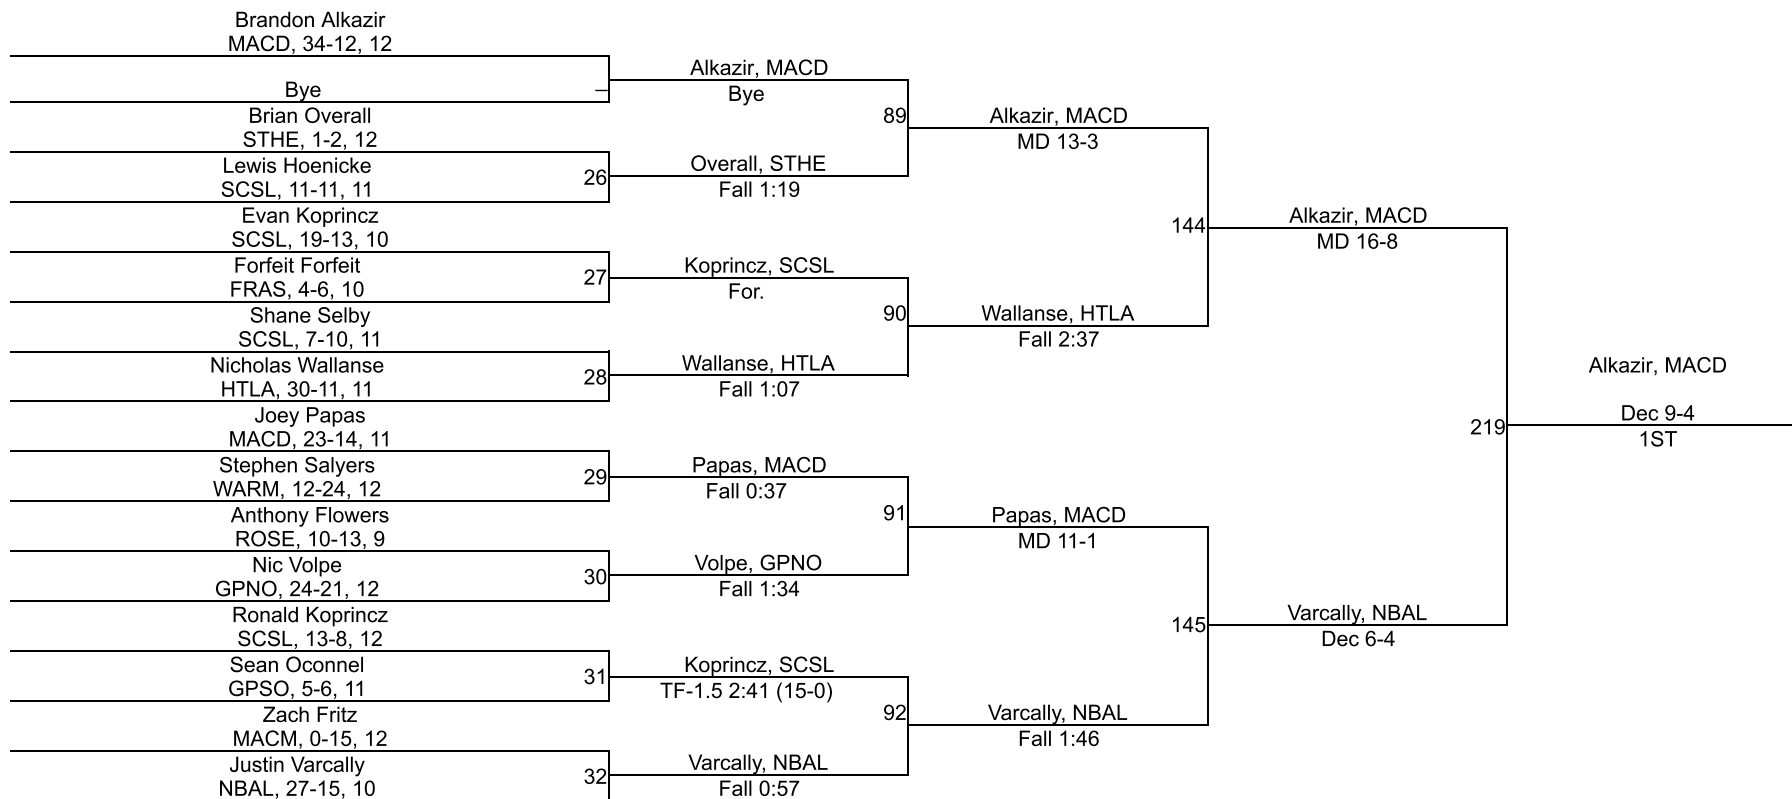 Brandon Alkazir
MACD, 34-12, 12
Bye
–
Brian Overall
STHE, 1-2, 12
Lewis Hoenicke
SCSL, 11-11, 11
26
Evan Koprincz
SCSL, 19-13, 10
Forfeit Forfeit
FRAS, 4-6, 10
27
Shane Selby
SCSL, 7-10, 11
Nicholas Wallanse
HTLA, 30-11, 11
28
Joey Papas
MACD, 23-14, 11
Stephen Salyers
WARM, 12-24, 12
29
Anthony Flowers
ROSE, 10-13, 9
Nic Volpe
GPNO, 24-21, 12
30
Ronald Koprincz
SCSL, 13-8, 12
Sean Oconnel
GPSO, 5-6, 11
31
Zach Fritz
MACM, 0-15, 12
Justin Varcally
NBAL, 27-15, 10
32
Alkazir, MACD
Bye
89
Overall, STHE
Fall 1:19
Koprincz, SCSL
For.
90
Wallanse, HTLA
Fall 1:07
Papas, MACD
Fall 0:37
91
Volpe, GPNO
Fall 1:34
Koprincz, SCSL
TF-1.5 2:41 (15-0)
92
Varcally, NBAL
Fall 0:57
Alkazir, MACD
MD 13-3
144
Wallanse, HTLA
Fall 2:37
Papas, MACD
MD 11-1
145
Varcally, NBAL
Fall 1:46
Alkazir, MACD
MD 16-8
219
Varcally, NBAL
Dec 6-4
Alkazir, MACD
Dec 9-4
1ST